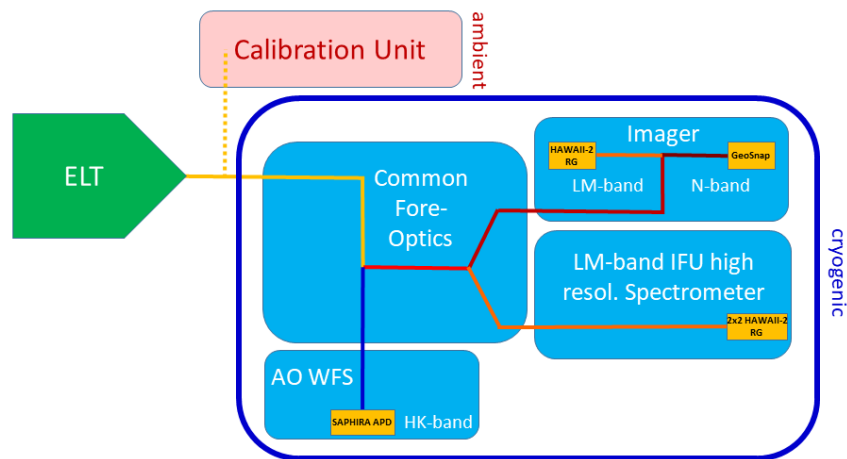 Calibration Unit
ambient
ELT
Common
Fore-
Optics
Imager
HAWAII-2
RG
GeoSnap
LM-band
N-band
LM-band IFU high
resol. Spectrometer
2x2 HAWAII-2
RG
cryogenic
AO WFS
SAPHIRA APD
HK-band